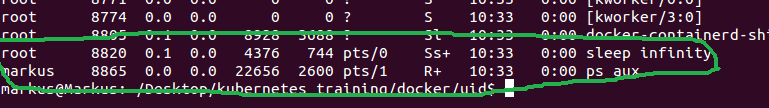 root 8771 0.0 0.0 0 0 ? S 10:33 0:00 [kworker/0:0]
root 8774 0.0 0.0 0 0 ? S 10:33 0:00 [kworker/3:0]
root 8805 0.1 0.0 8928 3688 ? Sl 10:33 0:00 docker-containerd-sh
root 8820 0.1 0.0 4376 744 pts/0 Ss+ 10:33 0:00 sleep infinity
markus 8865 0.0 0.0 22656 2600 pts/1 R+ 10:33 0:00 ps aux
markus@Markus:~/Desktop/kubernetes training/docker/uid$